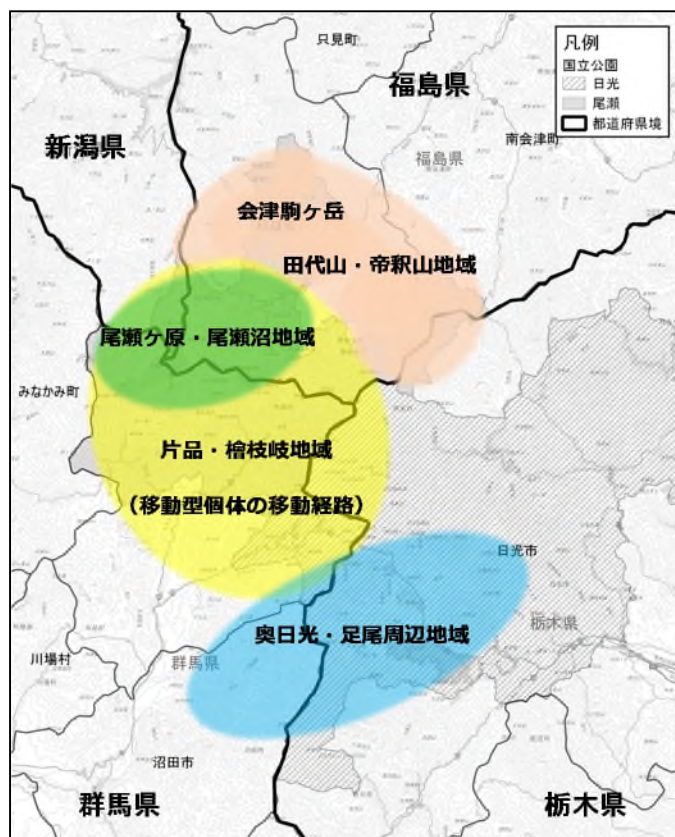 只見町
凡例
国立公園
日光
尾瀬
都道府県境
福島県
新潟県
福島県
南会津町
会津駒ヶ岳
田代山・帝釈山地域
尾瀬ヶ原・尾瀬沼地域
みなかみ町
片品・檜枝岐地域
（移動型個体の移動経路）
日光市
栃木県
奥日光・足尾周辺地域
川場村
群馬県
沼田市
群馬県
栃木県